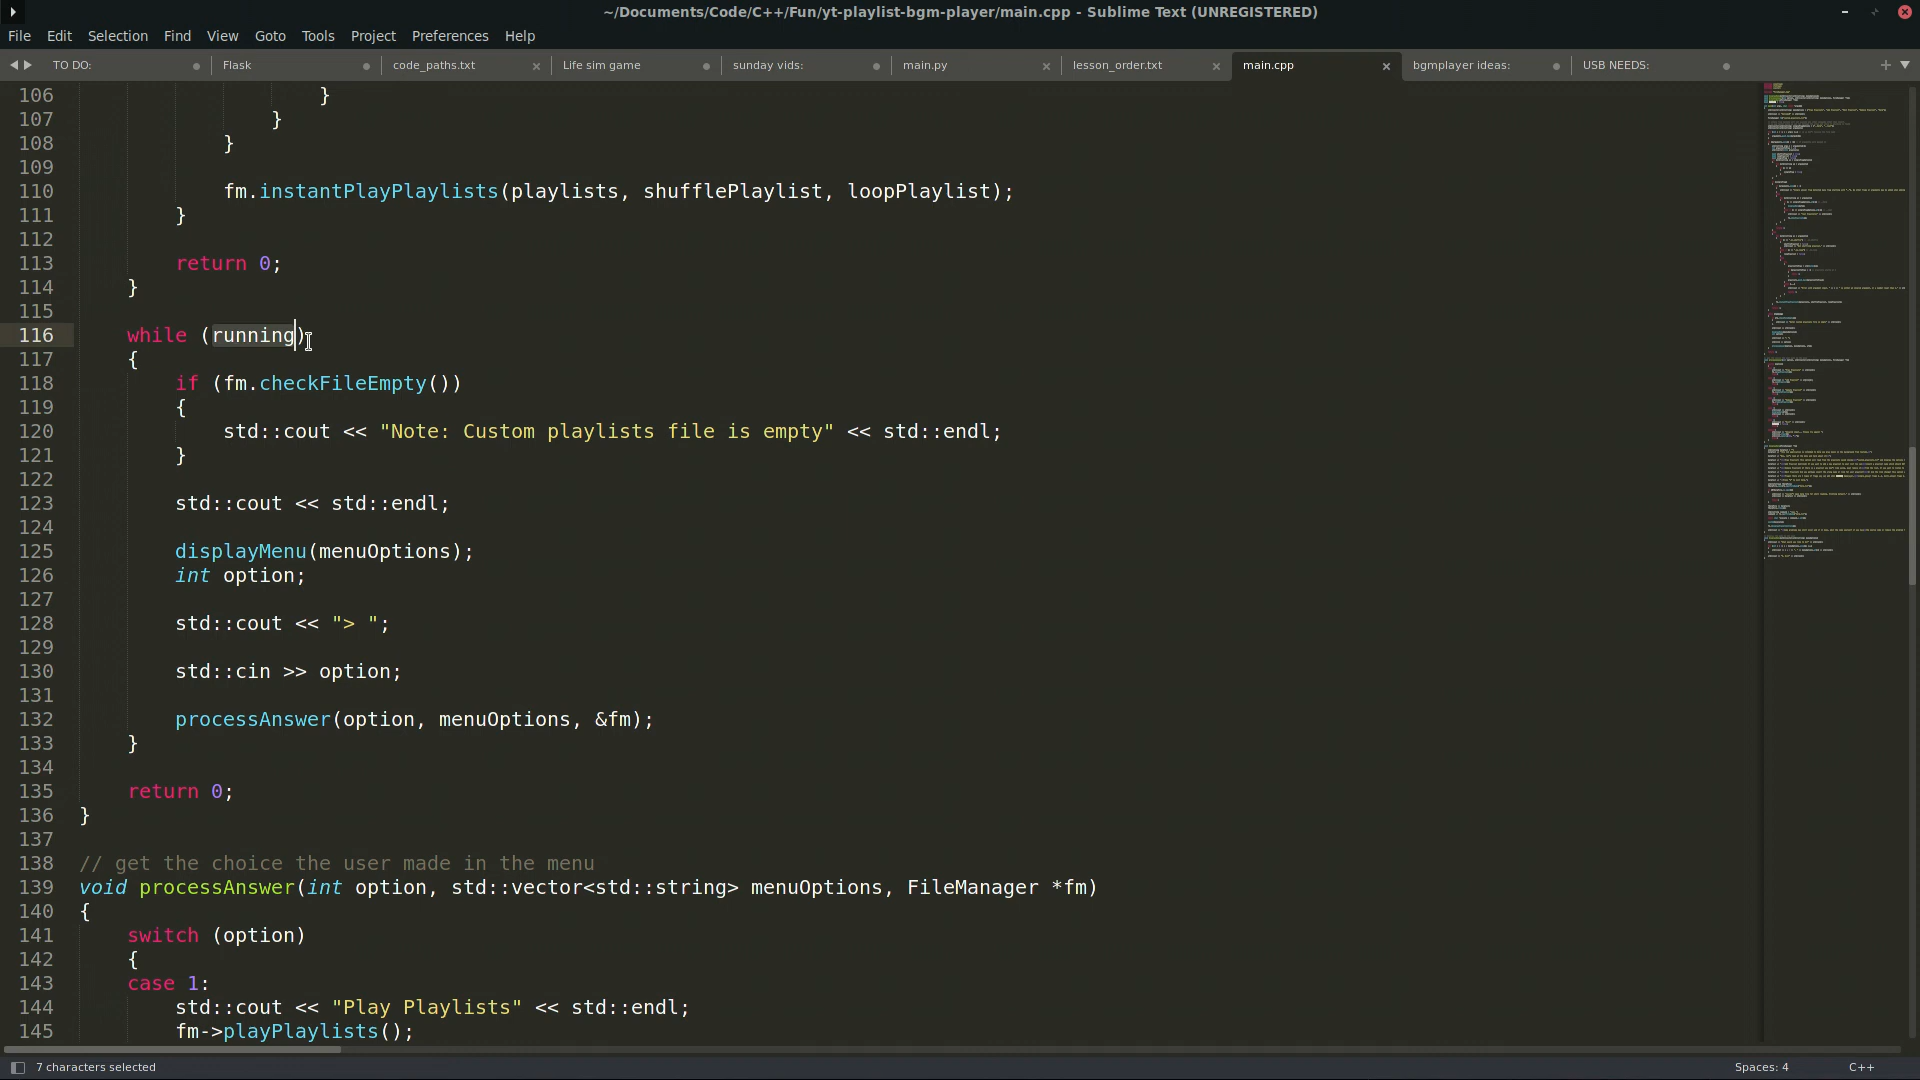 ~/Documents/Code/C++/Fun/yt-playlist-bgm-player/main.cpp - Sublime Text (UNREGISTERED)
File Edit Selection Find View Goto Tools Project Preferences Help
TO DO: Flask code_paths.txt Life sim game sunday vids: main.py lesson_order.txt main.cpp bgmplayer ideas: USB NEEDS:
106 }
107 }
108 }
109
110 fm.instantPlayPlaylists(playlists, shufflePlaylist, loopPlaylist);
111 }
112
113 return 0;
114 }
115
116 while (running)
117 {
118 if (fm.checkFileEmpty())
119 {
120 std::cout << "Note: Custom playlists file is empty" << std::endl;
121 }
122
123 std::cout << std::endl;
124
125 displayMenu(menuOptions);
126 int option;
127
128 std::cout << "> ";
129
130 std::cin >> option;
131
132 processAnswer(option, menuOptions, &fm);
133 }
134
135 return 0;
136 }
137
138 // get the choice the user made in the menu
139 void processAnswer(int option, std::vector<std::string> menuOptions, FileManager *fm)
140 {
141 switch (option)
142 {
143 case 1:
144 std::cout << "Play Playlists" << std::endl;
145 fm->playPlaylists();
7 characters selected Spaces: 4 C++